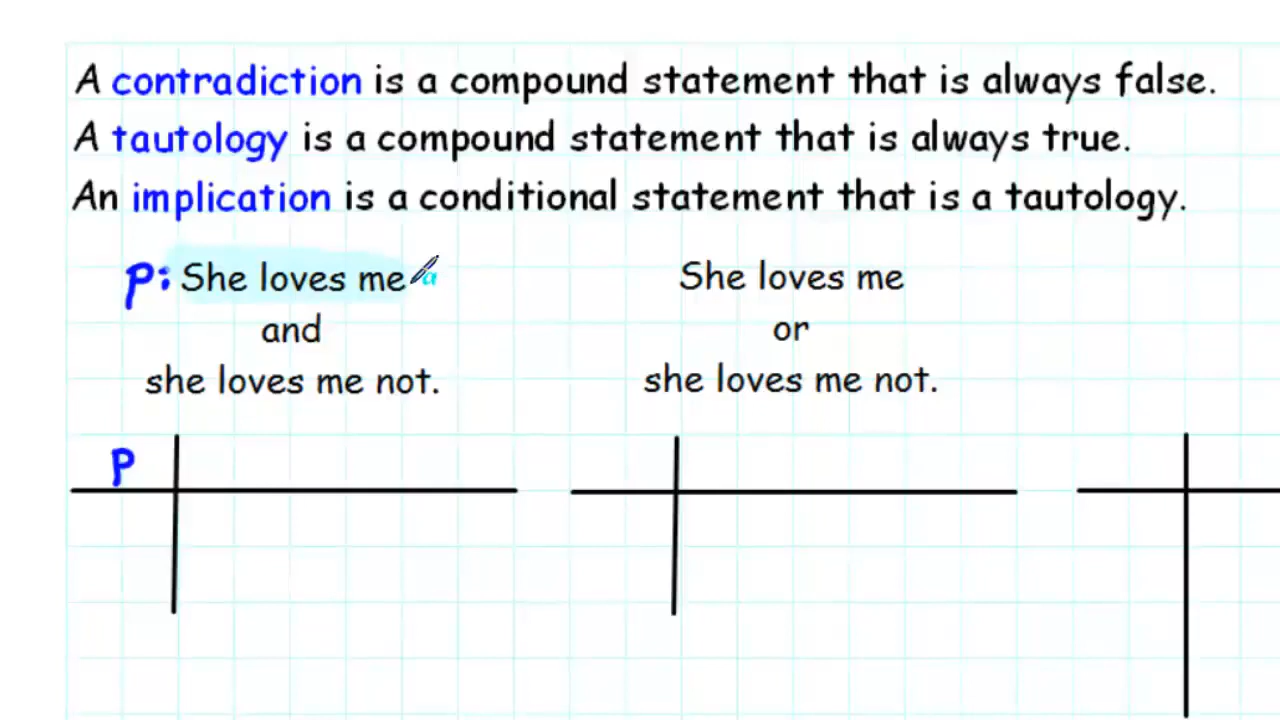 A contradiction is a compound statement that is always false.
A tautology is a compound statement that is always true.
An implication is a conditional statement that is a tautology.
p: She loves me
and
she loves me not.
She loves me
or
she loves me not.
P